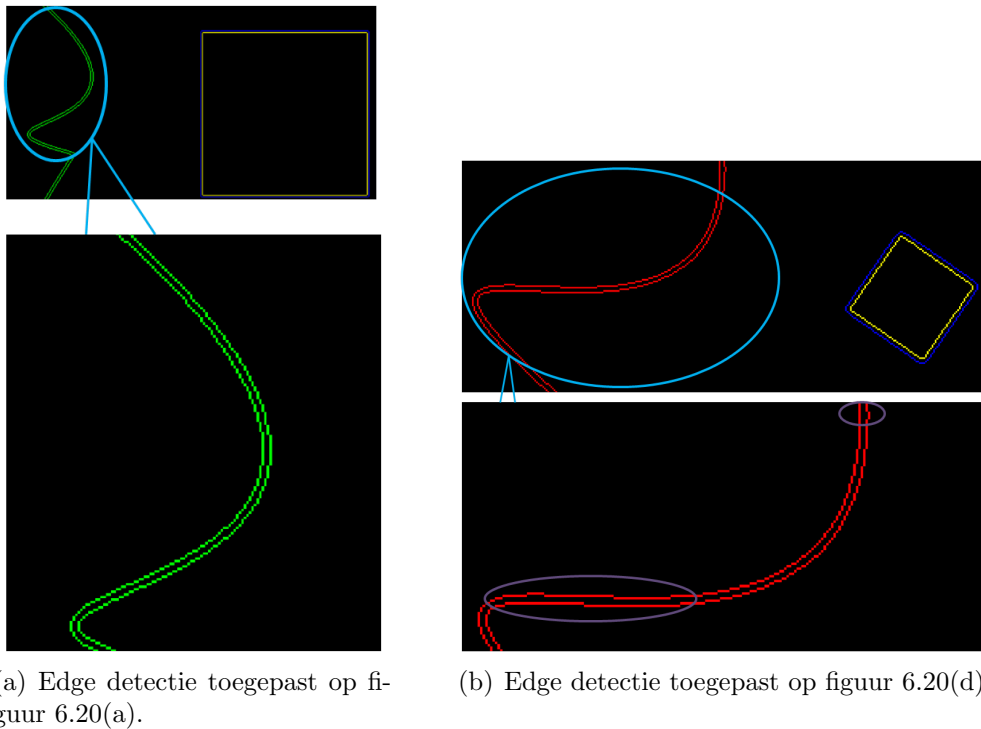 (a) Edge detectie toegepast op fi-
guur 6.20(a).
(b) Edge detectie toegepast op figuur 6.20(d)